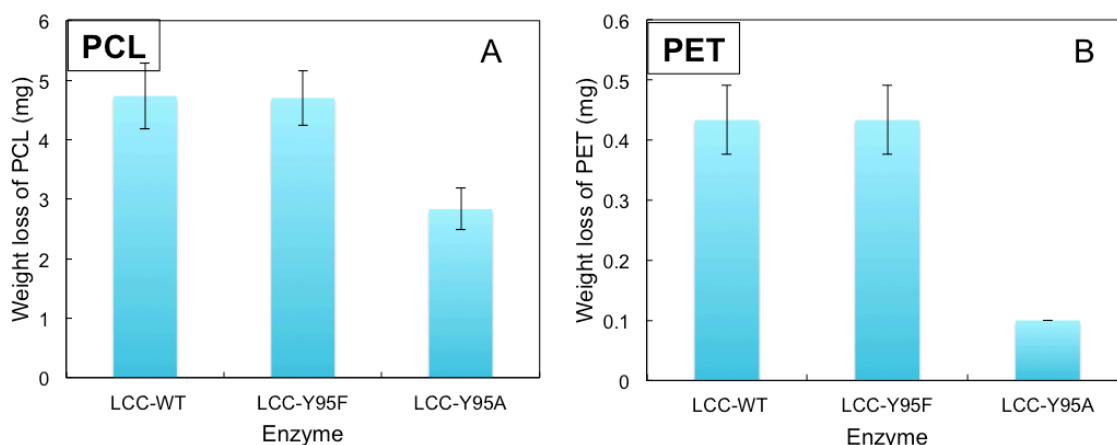 PCL
A
Weight loss of PCL (mg)
6
5
4
3
2
1
0
LCC-WT
LCC-Y95F
LCC-Y95A
Enzyme
PET
B
Weight loss of PET (mg)
0.6
0.5
0.4
0.3
0.2
0.1
0
LCC-WT
LCC-Y95F
LCC-Y95A
Enzyme